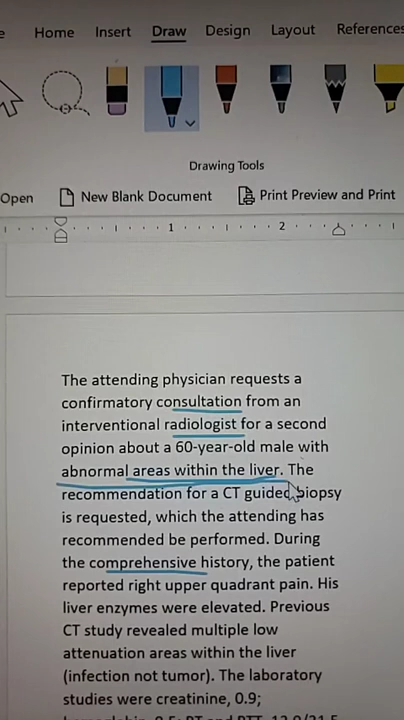 Home Insert Draw Design Layout References
Drawing Tools
Open New Blank Document Print Preview and Print
1 2
The attending physician requests a
confirmatory consultation from an
interventional radiologist for a second
opinion about a 60-year-old male with
abnormal areas within the liver. The
recommendation for a CT guided biopsy
is requested, which the attending has
recommended be performed. During
the comprehensive history, the patient
reported right upper quadrant pain. His
liver enzymes were elevated. Previous
CT study revealed multiple low
attenuation areas within the liver
(infection not tumor). The laboratory
studies were creatinine, 0.9;